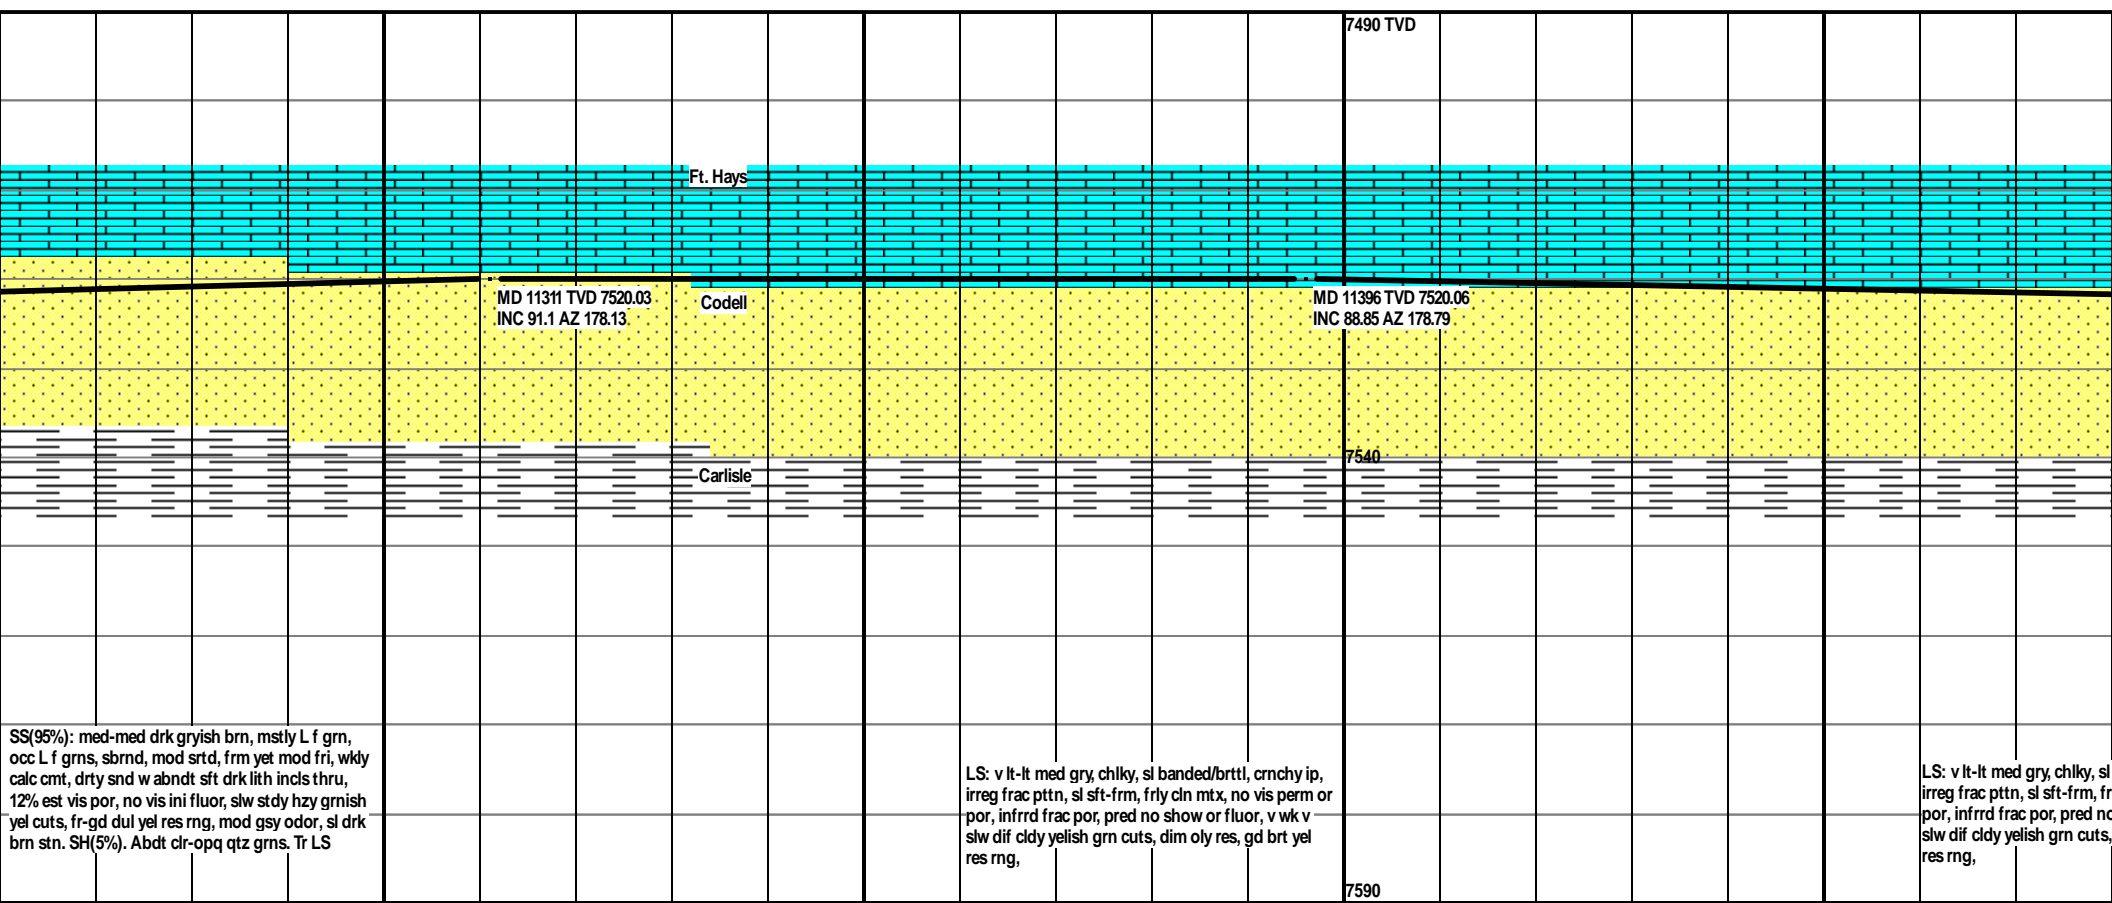 7490 TVD
Ft. Hays
MD 11311 TVD 7520.03
INC 91.1 AZ 178.13
Codell
MD 11396 TVD 7520.06
INC 88.85 AZ 178.79
7540
Carlisle
SS(95%): med-med drk gryish brn, mstly L f grn,
occ L f grns, sbrnd, mod srtd, frm yet mod fri, wkly
calc cmt, drty snd w abndt sft drk lith incls thru,
12% est vis por, no vis ini fluor, slw stdy hzy grnish
yel cuts, fr-gd dul yel res rng, mod gsy odor, sl drk
brn stn. SH(5%). Abdt clr-opq qtz grns. Tr LS
LS: v lt-lt med gry, chlky, sl banded/brttl, crnchy ip,
irreg frac pttn, sl sft-frm, frly cln mtx, no vis perm or
por, infrrd frac por, pred no show or fluor, v wk v
slw dif cldy yelish grn cuts, dim oly res, gd brt yel
res rng,
LS: v lt-lt med gry, chlky, sl
irreg frac pttn, sl sft-frm, fr
por, infrrd frac por, pred no
slw dif cldy yelish grn cuts,
res rng,
7590